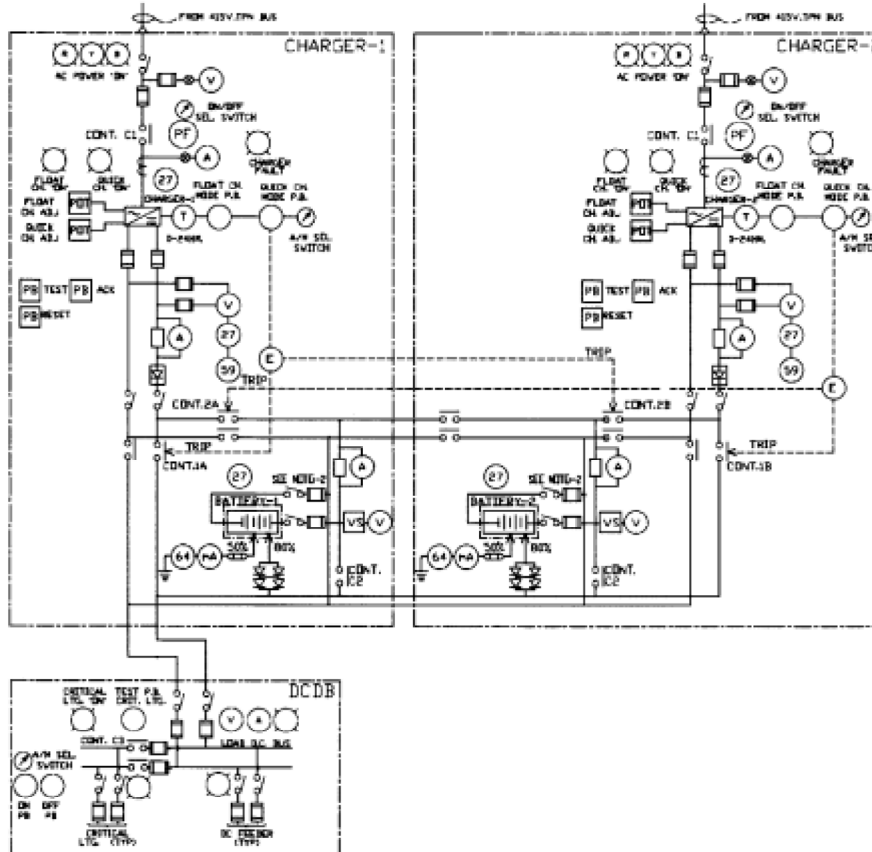 FROM 415V.TPN BUS
FROM 415V.TPN BUS
CHARGER-1
R Y B
AC POWER 'ON'
V
ON/OFF
SEL. SWITCH
CONT. C1
PF
A
CHARGER
FAULT
FLOAT
CH. 'ON'
QUICK
CH. 'ON'
27
FLOAT CH.
MODE P.B.
QUICK CH.
MODE P.B.
FLOAT
CH. ADJ
POT
CHARGER-1
T
0-24HR.
A/M SEL.
SWITCH
QUICK
CH. ADJ
POT
PB TEST PB ACK
PB RESET
V
A
27
59
E
TRIP
CONT.2A
TRIP
CONT.1A
27
SEE NOTE-2
A
BATTERY-1
VS V
64 mA 50% 80%
CONT.
C2
CHARGER-
R Y B
AC POWER 'ON'
V
ON/OFF
SEL. SWITCH
CONT. C1
PF
A
CHARGER
FAULT
FLOAT
CH. 'ON'
QUICK
CH. 'ON'
27
FLOAT CH.
MODE P.B.
QUICK CH.
MODE P.B.
FLOAT
CH. ADJ
POT
CHARGER-2
T
0-24HR.
A/M SEL.
SWITCH
QUICK
CH. ADJ
POT
PB TEST PB ACK
PB RESET
V
A
27
59
E
TRIP
CONT.2B
TRIP
CONT.1B
27
SEE NOTE-2
A
BATTERY-2
VS V
64 mA 50% 80%
CONT.
C2
DCDB
CRITICAL
LTG. 'ON'
TEST P.B.
CRIT. LTG.
V A
CONT. C3
LOAD D.C. BUS
A/M SEL.
SWITCH
ON
PB
OFF
PB
CRITICAL
LTG. (TYP)
DC FEEDER
(TYP)